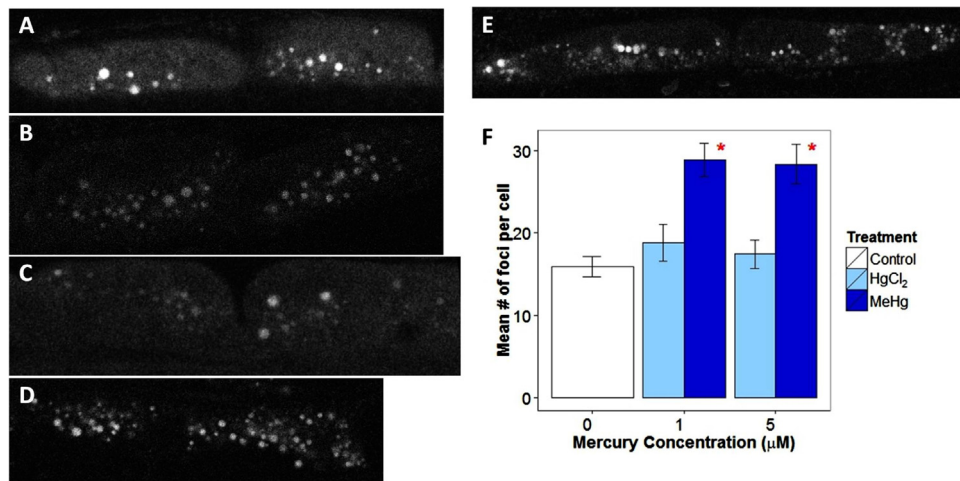 A
B
C
D
E
F
Mean # of foci per cell
30
20
10
0
0
1
5
Mercury Concentration (µM)
*
*
Treatment
Control
HgCl₂
MeHg